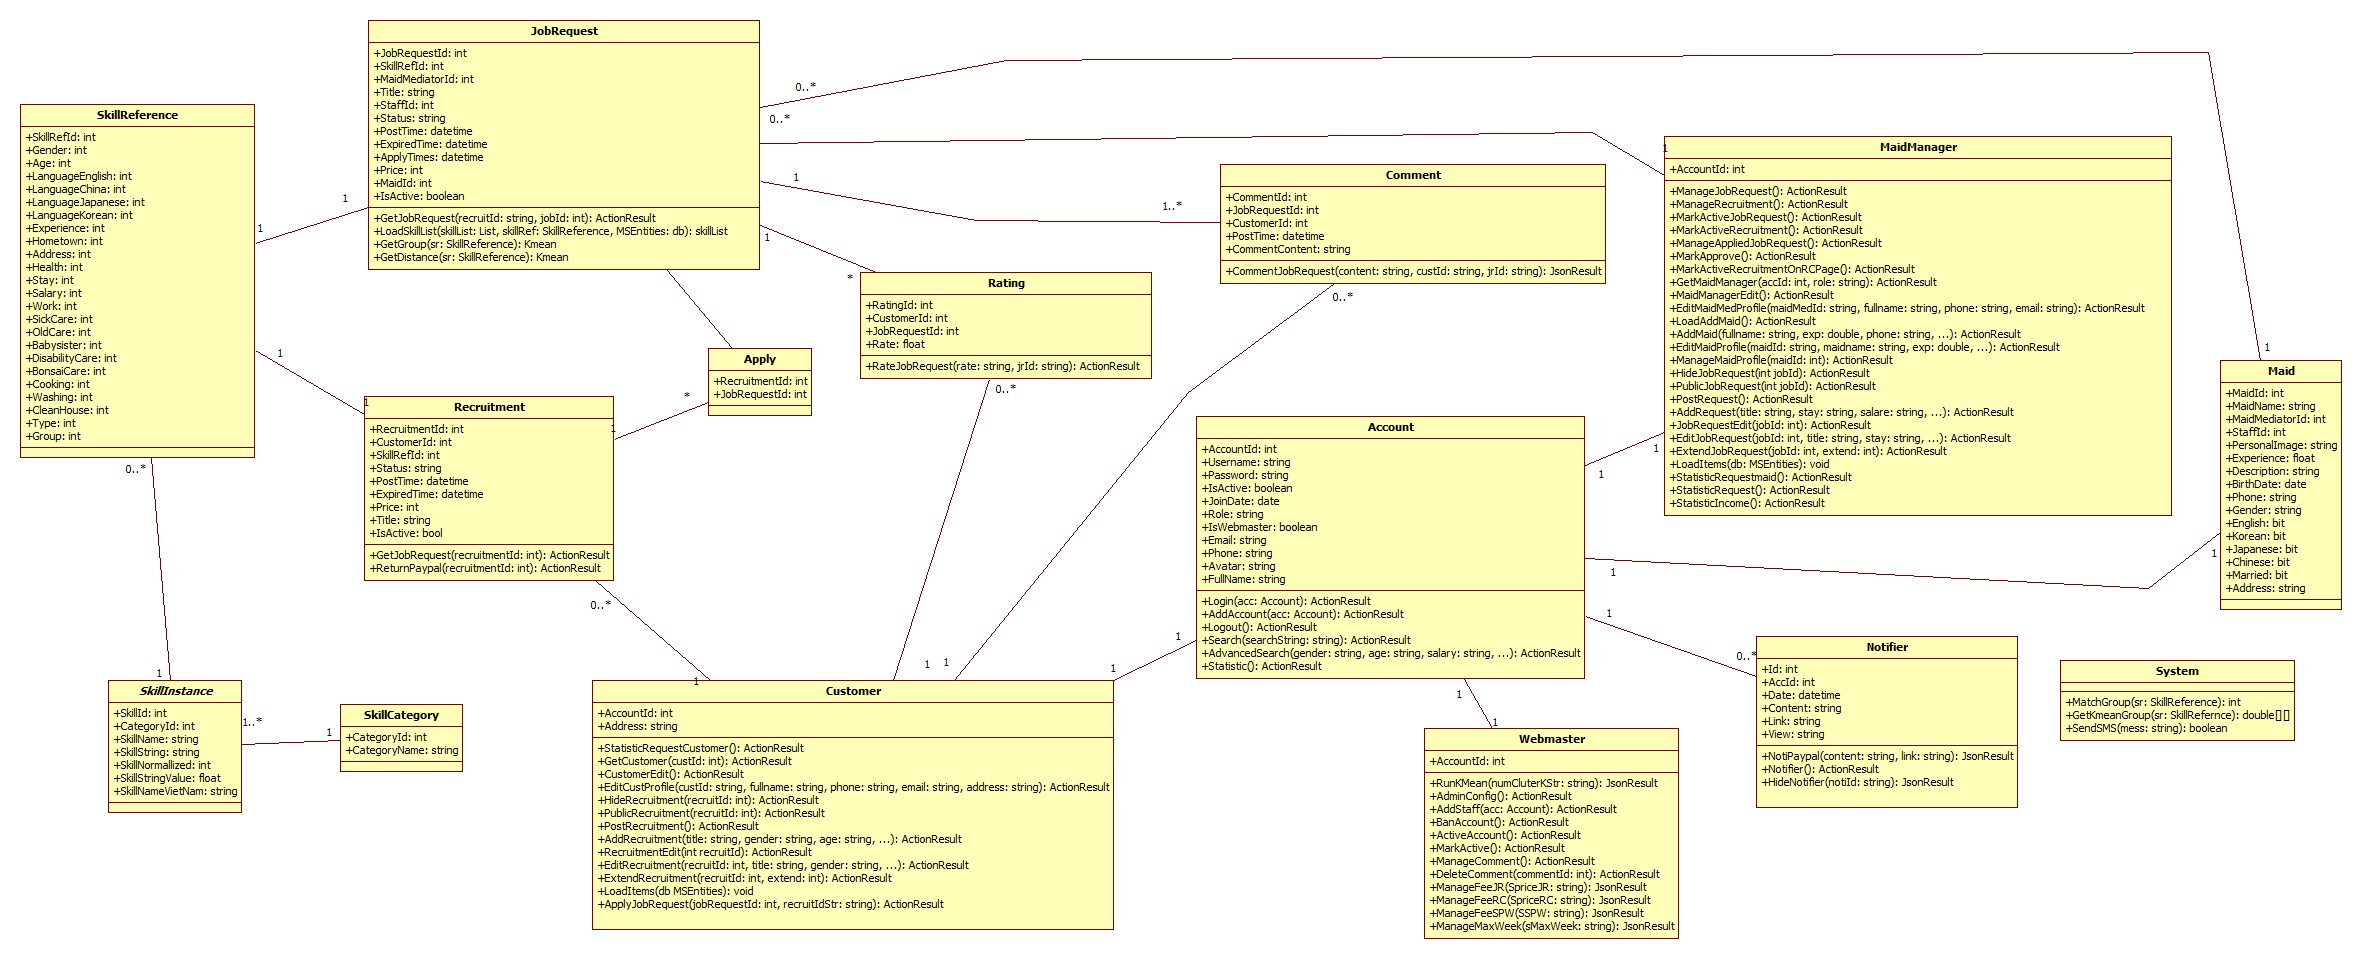 JobRequest
+JobRequestId: int
+SkillRefId: int
+MaidMediatorId: int
+Title: string
+StaffId: int
+Status: string
+PostTime: datetime
+ExpiredTime: datetime
+ApplyTimes: datetime
+Price: int
+MaidId: int
+IsActive: boolean
+GetJobRequest(recruitId: string, jobId: int): ActionResult
+LoadSkillList(skillList: List, skillRef: SkillReference, MSEntities: db): skillList
+GetGroup(sr: SkillReference): Kmean
+GetDistance(sr: SkillReference): Kmean
0..*
0..*
1
1..*
1
*
1
1
SkillReference
+SkillRefId: int
+Gender: int
+Age: int
+LanguageEnglish: int
+LanguageChina: int
+LanguageJapanese: int
+LanguageKorean: int
+Experience: int
+Hometown: int
+Address: int
+Health: int
+Stay: int
+Salary: int
+Work: int
+SickCare: int
+OldCare: int
+Babysister: int
+DisabilityCare: int
+BonsaiCare: int
+Cooking: int
+Washing: int
+CleanHouse: int
+Type: int
+Group: int
1
1
0..*
1
Comment
+CommentId: int
+JobRequestId: int
+CustomerId: int
+PostTime: datetime
+CommentContent: string
+CommentJobRequest(content: string, custId: string, jrId: string): JsonResult
0..*
1
Rating
+RatingId: int
+CustomerId: int
+JobRequestId: int
+Rate: float
+RateJobRequest(rate: string, jrId: string): ActionResult
0..*
1
MaidManager
1
+AccountId: int
+ManageJobRequest(): ActionResult
+ManageRecruitment(): ActionResult
+MarkActiveJobRequest(): ActionResult
+MarkActiveRecruitment(): ActionResult
+ManageAppliedJobRequest(): ActionResult
+MarkApprove(): ActionResult
+MarkActiveRecruitmentOnRCPage(): ActionResult
+GetMaidManager(accId: int, role: string): ActionResult
+MaidManagerEdit(): ActionResult
+EditMaidMedProfile(maidMedId: string, fullname: string, phone: string, email: string): ActionResult
+LoadAddMaid(): ActionResult
+AddMaid(fullname: string, exp: double, phone: string, ...): ActionResult
+EditMaidProfile(maidId: string, maidname: string, exp: double, ...): ActionResult
+ManageMaidProfile(maidId: int): ActionResult
+HideJobRequest(int jobId): ActionResult
+PublicJobRequest(int jobId): ActionResult
+PostRequest(): ActionResult
+AddRequest(title: string, stay: string, salare: string, ...): ActionResult
+JobRequestEdit(jobId: int): ActionResult
+EditJobRequest(jobId: int, title: string, stay: string, ...): ActionResult
+ExtendJobRequest(jobId: int, extend: int): ActionResult
+LoadItems(db: MSEntities): void
+StatisticRequestmaid(): ActionResult
+StatisticRequest(): ActionResult
+StatisticIncome(): ActionResult
1
1
Apply
+RecruitmentId: int
+JobRequestId: int
*
1
Recruitment
+RecruitmentId: int
+CustomerId: int
+SkillRefId: int
+Status: string
+PostTime: datetime
+ExpiredTime: datetime
+Price: int
+Title: string
+IsActive: bool
+GetJobRequest(recruitmentId: int): ActionResult
+ReturnPaypal(recruitmentId: int): ActionResult
0..*
1
1
Maid
+MaidId: int
+MaidName: string
+MaidMediatorId: int
+StaffId: int
+PersonalImage: string
+Experience: float
+Description: string
+BirthDate: date
+Phone: string
+Gender: string
+English: bit
+Korean: bit
+Japanese: bit
+Chinese: bit
+Married: bit
+Address: string
1
1
Account
+AccountId: int
+Username: string
+Password: string
+IsActive: boolean
+JoinDate: date
+Role: string
+IsWebmaster: boolean
+Email: string
+Phone: string
+Avatar: string
+FullName: string
+Login(acc: Account): ActionResult
+AddAccount(acc: Account): ActionResult
+Logout(): ActionResult
+Search(searchString: string): ActionResult
+AdvancedSearch(gender: string, age: string, salary: string, ...): ActionResult
+Statistic(): ActionResult
1
0..*
1
1
1
1
Notifier
+Id: int
+AccId: int
+Date: datetime
+Content: string
+Link: string
+View: string
+NotiPaypal(content: string, link: string): JsonResult
+Notifier(): ActionResult
+HideNotifier(notiId: string): JsonResult
System
+MatchGroup(sr: SkillReference): int
+GetKmeanGroup(sr: SkillRefernce): double[][]
+SendSMS(mess: string): boolean
SkillInstance
+SkillId: int
+CategoryId: int
+SkillName: string
+SkillString: string
+SkillNormallized: int
+SkillStringValue: float
+SkillNameVietNam: string
1..*
1
SkillCategory
+CategoryId: int
+CategoryName: string
Customer
+AccountId: int
+Address: string
+StatisticRequestCustomer(): ActionResult
+GetCustomer(custId: int): ActionResult
+CustomerEdit(): ActionResult
+EditCustProfile(custId: string, fullname: string, phone: string, email: string, address: string): ActionResult
+HideRecruitment(recruitId: int): ActionResult
+PublicRecruitment(recruitId: int): ActionResult
+PostRecruitment(): ActionResult
+AddRecruitment(title: string, gender: string, age: string, ...): ActionResult
+RecruitmentEdit(int recruitId): ActionResult
+EditRecruitment(recruitId: int, title: string, gender: string, ...): ActionResult
+ExtendRecruitment(recruitId: int, extend: int): ActionResult
+LoadItems(db MSEntities): void
+ApplyJobRequest(jobRequestId: int, recruitIdStr: string): ActionResult
Webmaster
+AccountId: int
+RunKMean(numCluterKStr: string): JsonResult
+AdminConfig(): ActionResult
+AddStaff(acc: Account): ActionResult
+BanAccount(): ActionResult
+ActiveAccount(): ActionResult
+MarkActive(): ActionResult
+ManageComment(): ActionResult
+DeleteComment(commentId: int): ActionResult
+ManageFeeJR(SpriceJR: string): JsonResult
+ManageFeeRC(SpriceRC: string): JsonResult
+ManageFeeSPW(SSPW: string): JsonResult
+ManageMaxWeek(sMaxWeek: string): JsonResult